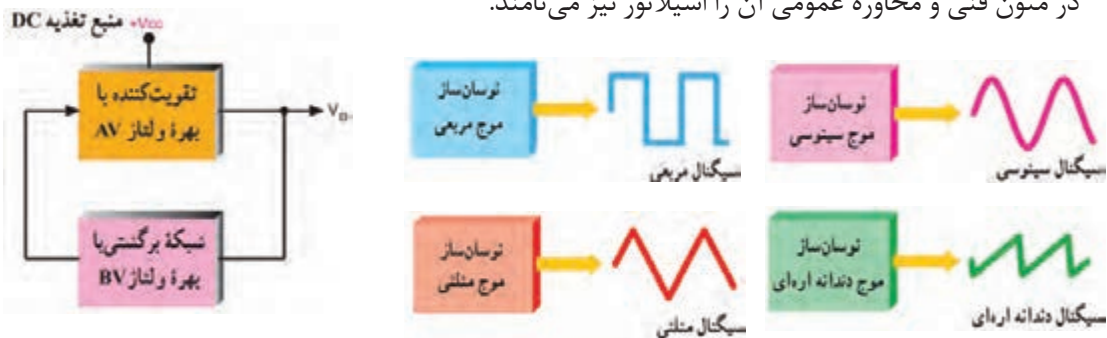 در متون فنی و محاوره عمومی آن را اسیلاتور نیز می‌نامند.
منبع تغذیه DC
+Vcc
تقویت‌کننده با
بهرهٔ ولتاژ AV
شبکهٔ برگشتی با
بهرهٔ ولتاژ BV
نوسان‌ساز
موج سینوسی
سیگنال سینوسی
نوسان‌ساز
موج مربعی
سیگنال مربعی
نوسان‌ساز
موج دندانه اره‌ای
سیگنال دندانه اره‌ای
نوسان‌ساز
موج مثلثی
سیگنال مثلثی